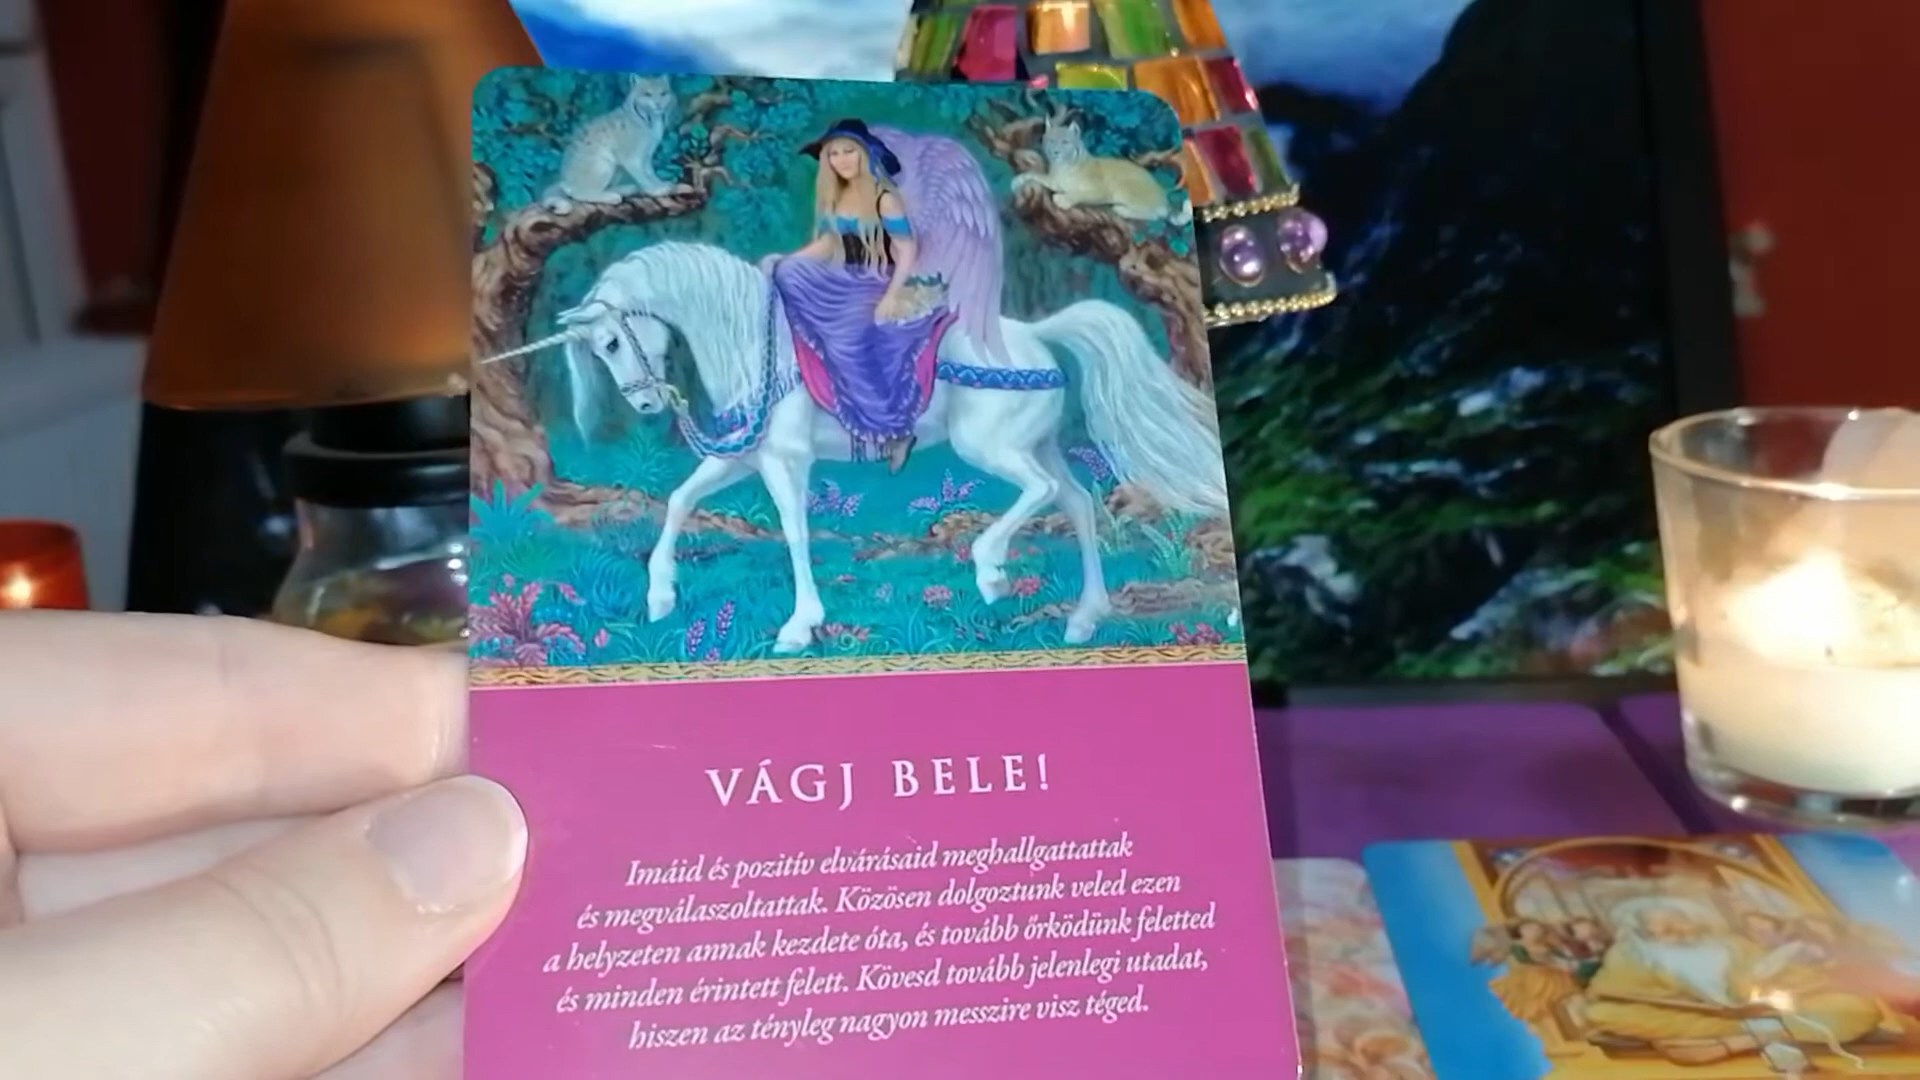 VÁGJ BELE!
Imáid és pozitív elvárásaid meghallgattattak
és megválaszoltattak. Közösen dolgoztunk veled ezen
a helyzeten annak kezdete óta, és tovább őrködünk feletted
és minden érintett felett. Kövesd tovább jelenlegi utadat,
hiszen az tényleg nagyon messzire visz téged.